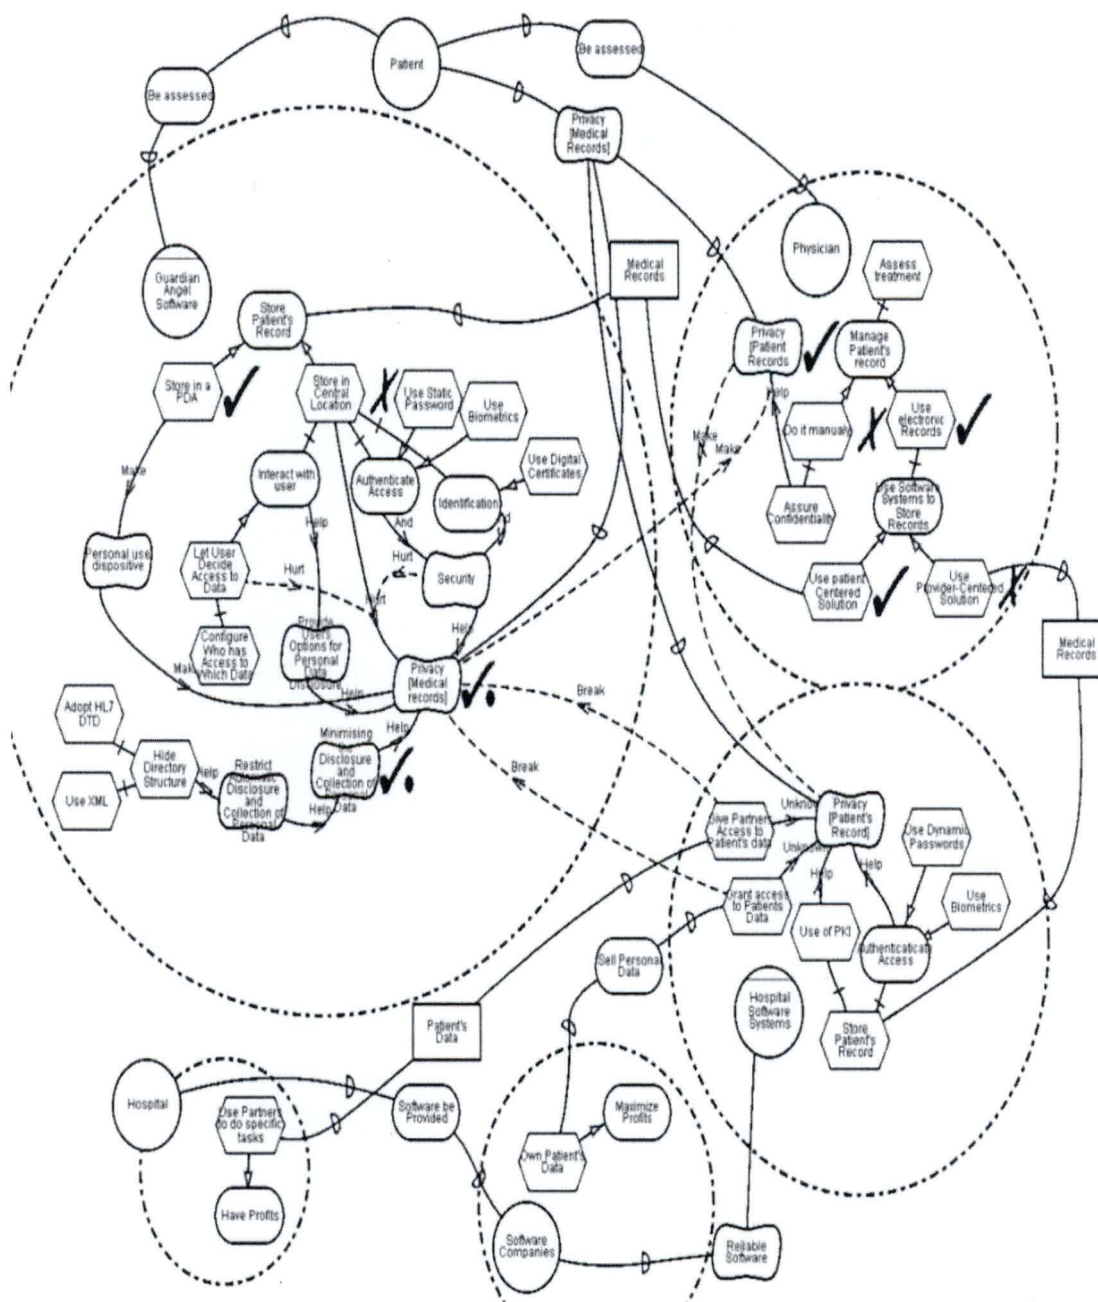 Patient
Be assessed
Be assessed
Privacy
[Medical
Records]
Physician
Medical
Records
Assess
treatment
Guardian
Angel
Software
Store
Patient's
Record
Privacy
[Patient
Records
Manage
Patient's
record
Store in a
PDA
Store in
Central
Location
Use Static
Password
Use
Biometrics
Help
Do it manualy
Use
electronic
Records
Make
Make
Make
Interact with
user
Authenticate
Access
Identification
Use Digital
Certificates
Assure
Confidentiality
Use Software
Systems to
Store
Records
Help
And
Personal use
dispositive
Let User
Decide
Access to
Data
Hurt
Hurt
Hurt
Security
Use patient
Centered
Solution
Use
Provider-Centered
Solution
Configure
Who has
Access to
Which Data
Provide
Users
Options for
Personal Data
Disclosure
Help
Medical
Records
Make
Help
Privacy
[Medical
records]
Break
Adopt HL7
DTD
Help
Hide
Directory
Structure
Minimising
Disclosure
and
Collection of
Data
Break
Use XML
Help
Restrict
Disclosure
and
Collection of
Data
Help
Give Partners
Access to
Patient's data
Privacy
[Patient's
Record]
Use Dynamic
Passwords
Help
Help
Grant access
to Patients
Data
Use
Biometrics
Use of PKI
Authenticaticate
Access
Sell Personal
Data
Hospital
Software
Systems
Store
Patient's
Record
Patient's
Data
Hospital
Use Partners
to do specific
tasks
Software be
Provided
Maximize
Profits
Own Patient's
Data
Have Profits
Software
Companies
Reliable
Software